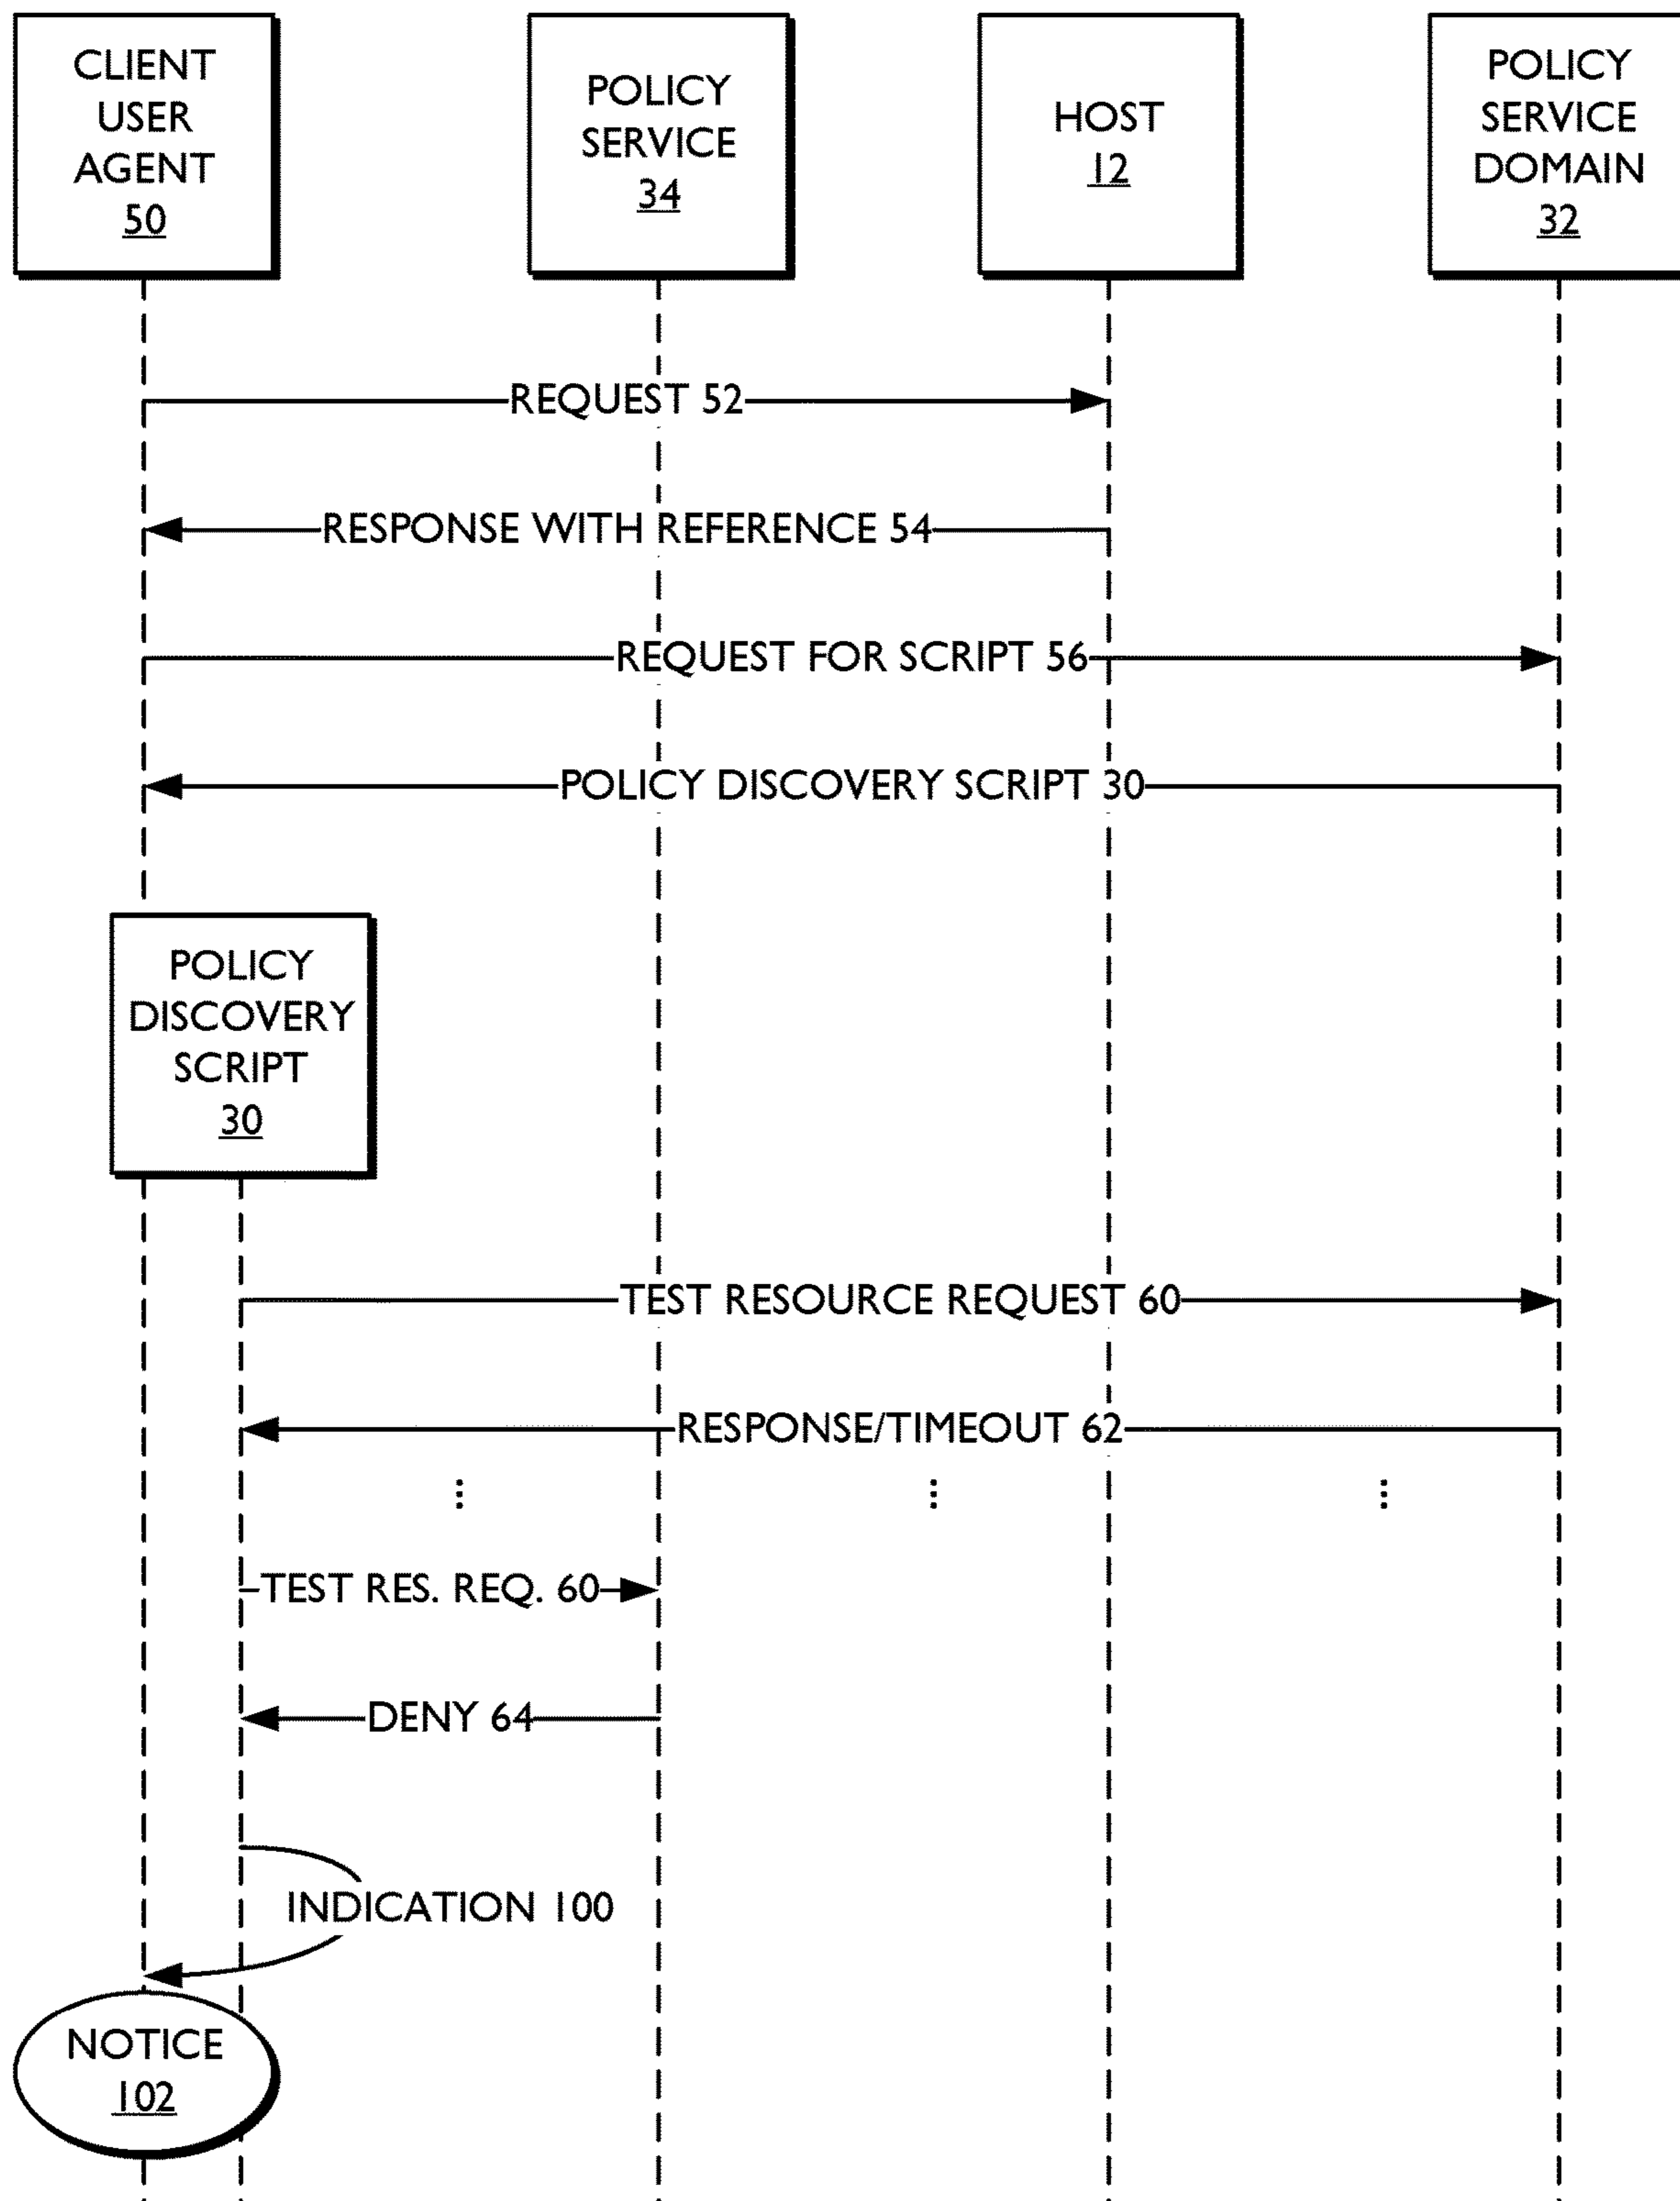 CLIENT
USER
AGENT
50
POLICY
SERVICE
34
HOST
12
POLICY
SERVICE
DOMAIN
32
REQUEST 52
RESPONSE WITH REFERENCE 54
REQUEST FOR SCRIPT 56
POLICY DISCOVERY SCRIPT 30
POLICY
DISCOVERY
SCRIPT
30
TEST RESOURCE REQUEST 60
RESPONSE/TIMEOUT 62
TEST RES. REQ. 60
DENY 64
INDICATION 100
NOTICE
102